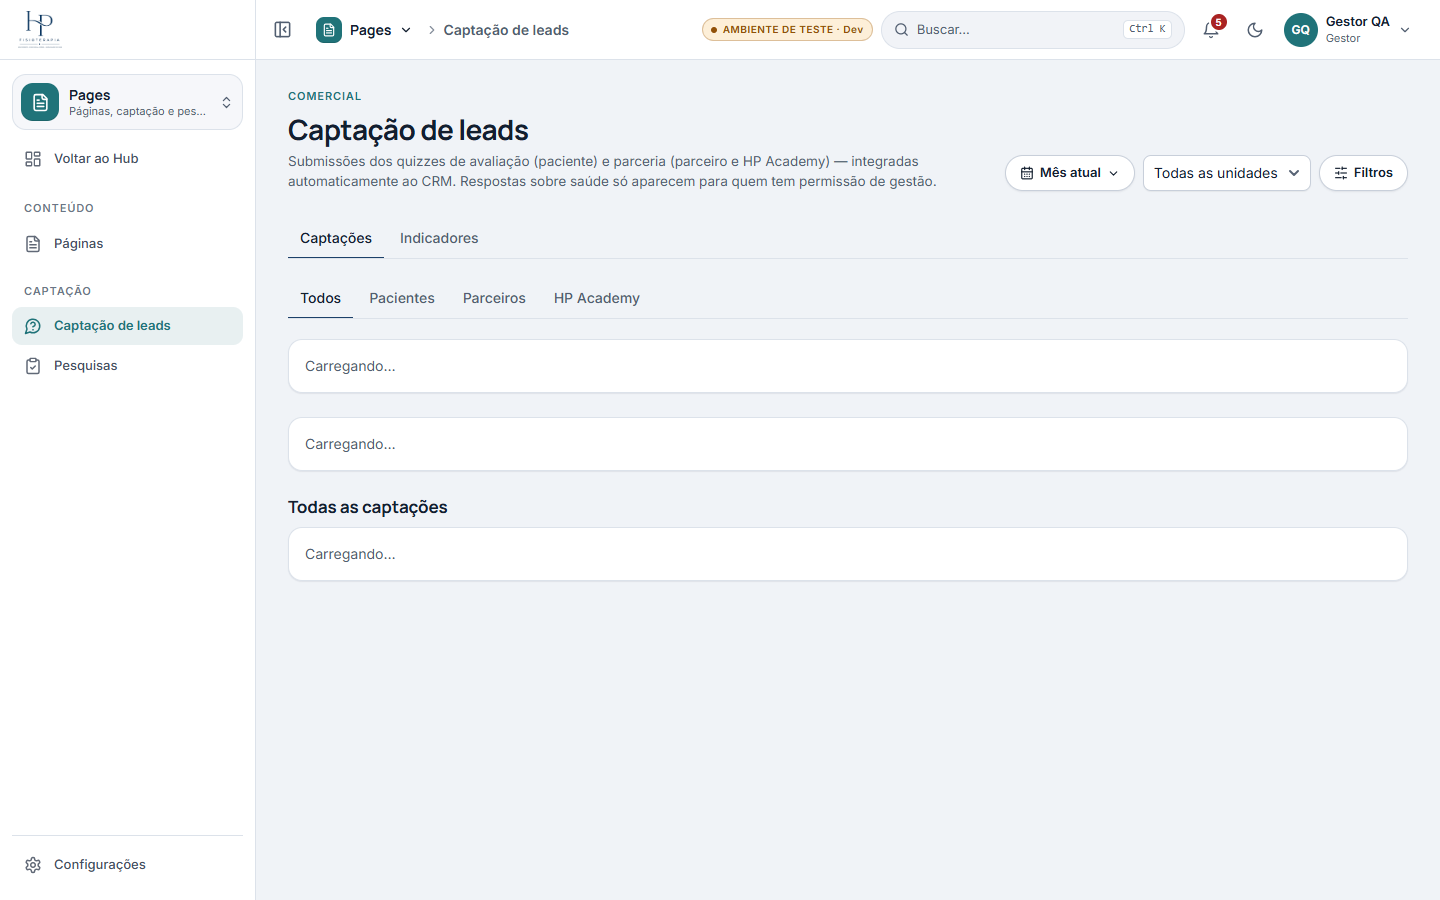 HP
FISIOTERAPIA
Pages
Captação de leads
AMBIENTE DE TESTE · Dev
Buscar...
Ctrl K
5
GQ
Gestor QA
Gestor
Pages
Páginas, captação e pes...
Voltar ao Hub
CONTEÚDO
Páginas
CAPTAÇÃO
Captação de leads
Pesquisas
Configurações
COMERCIAL
Captação de leads
Submissões dos quizzes de avaliação (paciente) e parceria (parceiro e HP Academy) — integradas
automaticamente ao CRM. Respostas sobre saúde só aparecem para quem tem permissão de gestão.
Mês atual
Todas as unidades
Filtros
Captações
Indicadores
Todos
Pacientes
Parceiros
HP Academy
Carregando...
Carregando...
Todas as captações
Carregando...